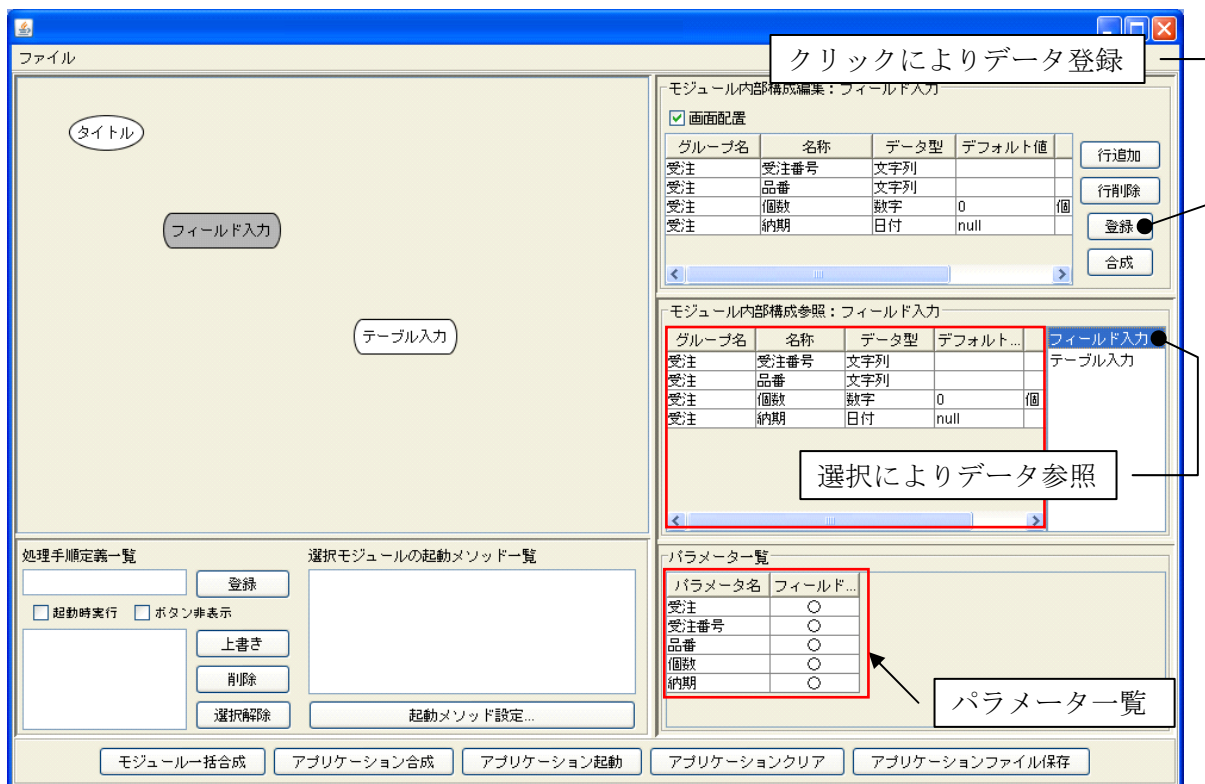 ファイル
クリックによりデータ登録
タイトル
フィールド入力
テーブル入力
モジュール内部構成編集：フィールド入力
画面配置
グループ名 名称 データ型 デフォルト値
受注 受注番号 文字列
受注 品番 文字列
受注 個数 数字 0 個
受注 納期 日付 null
行追加
行削除
登録
合成
モジュール内部構成参照：フィールド入力
グループ名 名称 データ型 デフォルト...
受注 受注番号 文字列
受注 品番 文字列
受注 個数 数字 0 個
受注 納期 日付 null
フィールド入力
テーブル入力
選択によりデータ参照
処理手順定義一覧
登録
起動時実行 ボタン非表示
上書き
削除
選択解除
選択モジュールの起動メソッド一覧
起動メソッド設定...
パラメーター覧
パラメータ名 フィールド...
受注 ○
受注番号 ○
品番 ○
個数 ○
納期 ○
パラメータ一覧
モジュール一括合成 アプリケーション合成 アプリケーション起動 アプリケーションクリア アプリケーションファイル保存